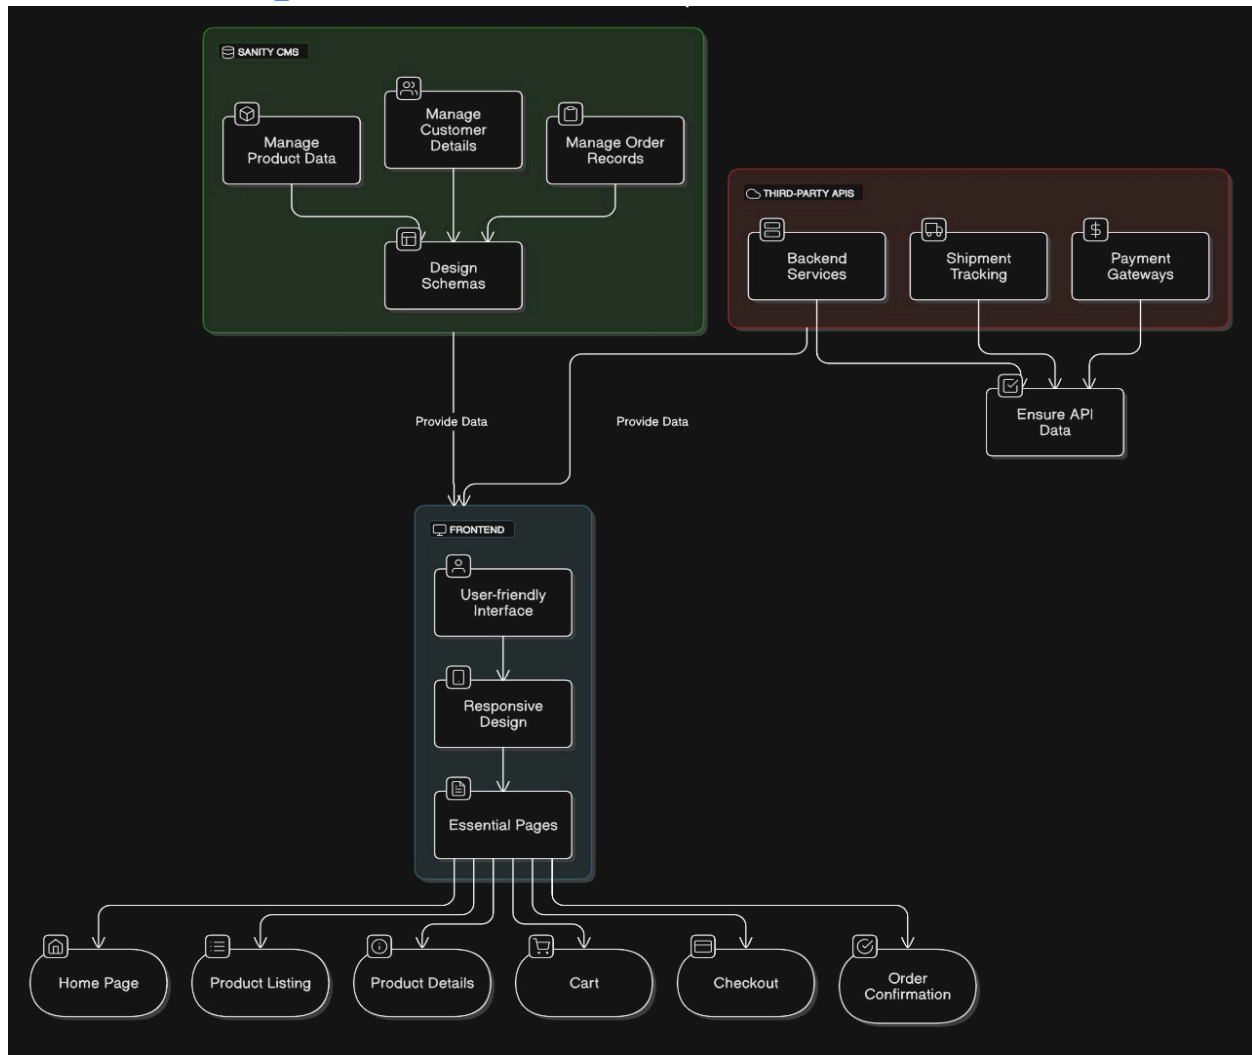 SANITY CMS
Manage
Product Data
Manage
Customer
Details
Manage Order
Records
Design
Schemas
THIRD-PARTY APIS
Backend
Services
Shipment
Tracking
Payment
Gateways
Ensure API
Data
Provide Data
Provide Data
FRONTEND
User-friendly
Interface
Responsive
Design
Essential Pages
Home Page
Product Listing
Product Details
Cart
Checkout
Order
Confirmation